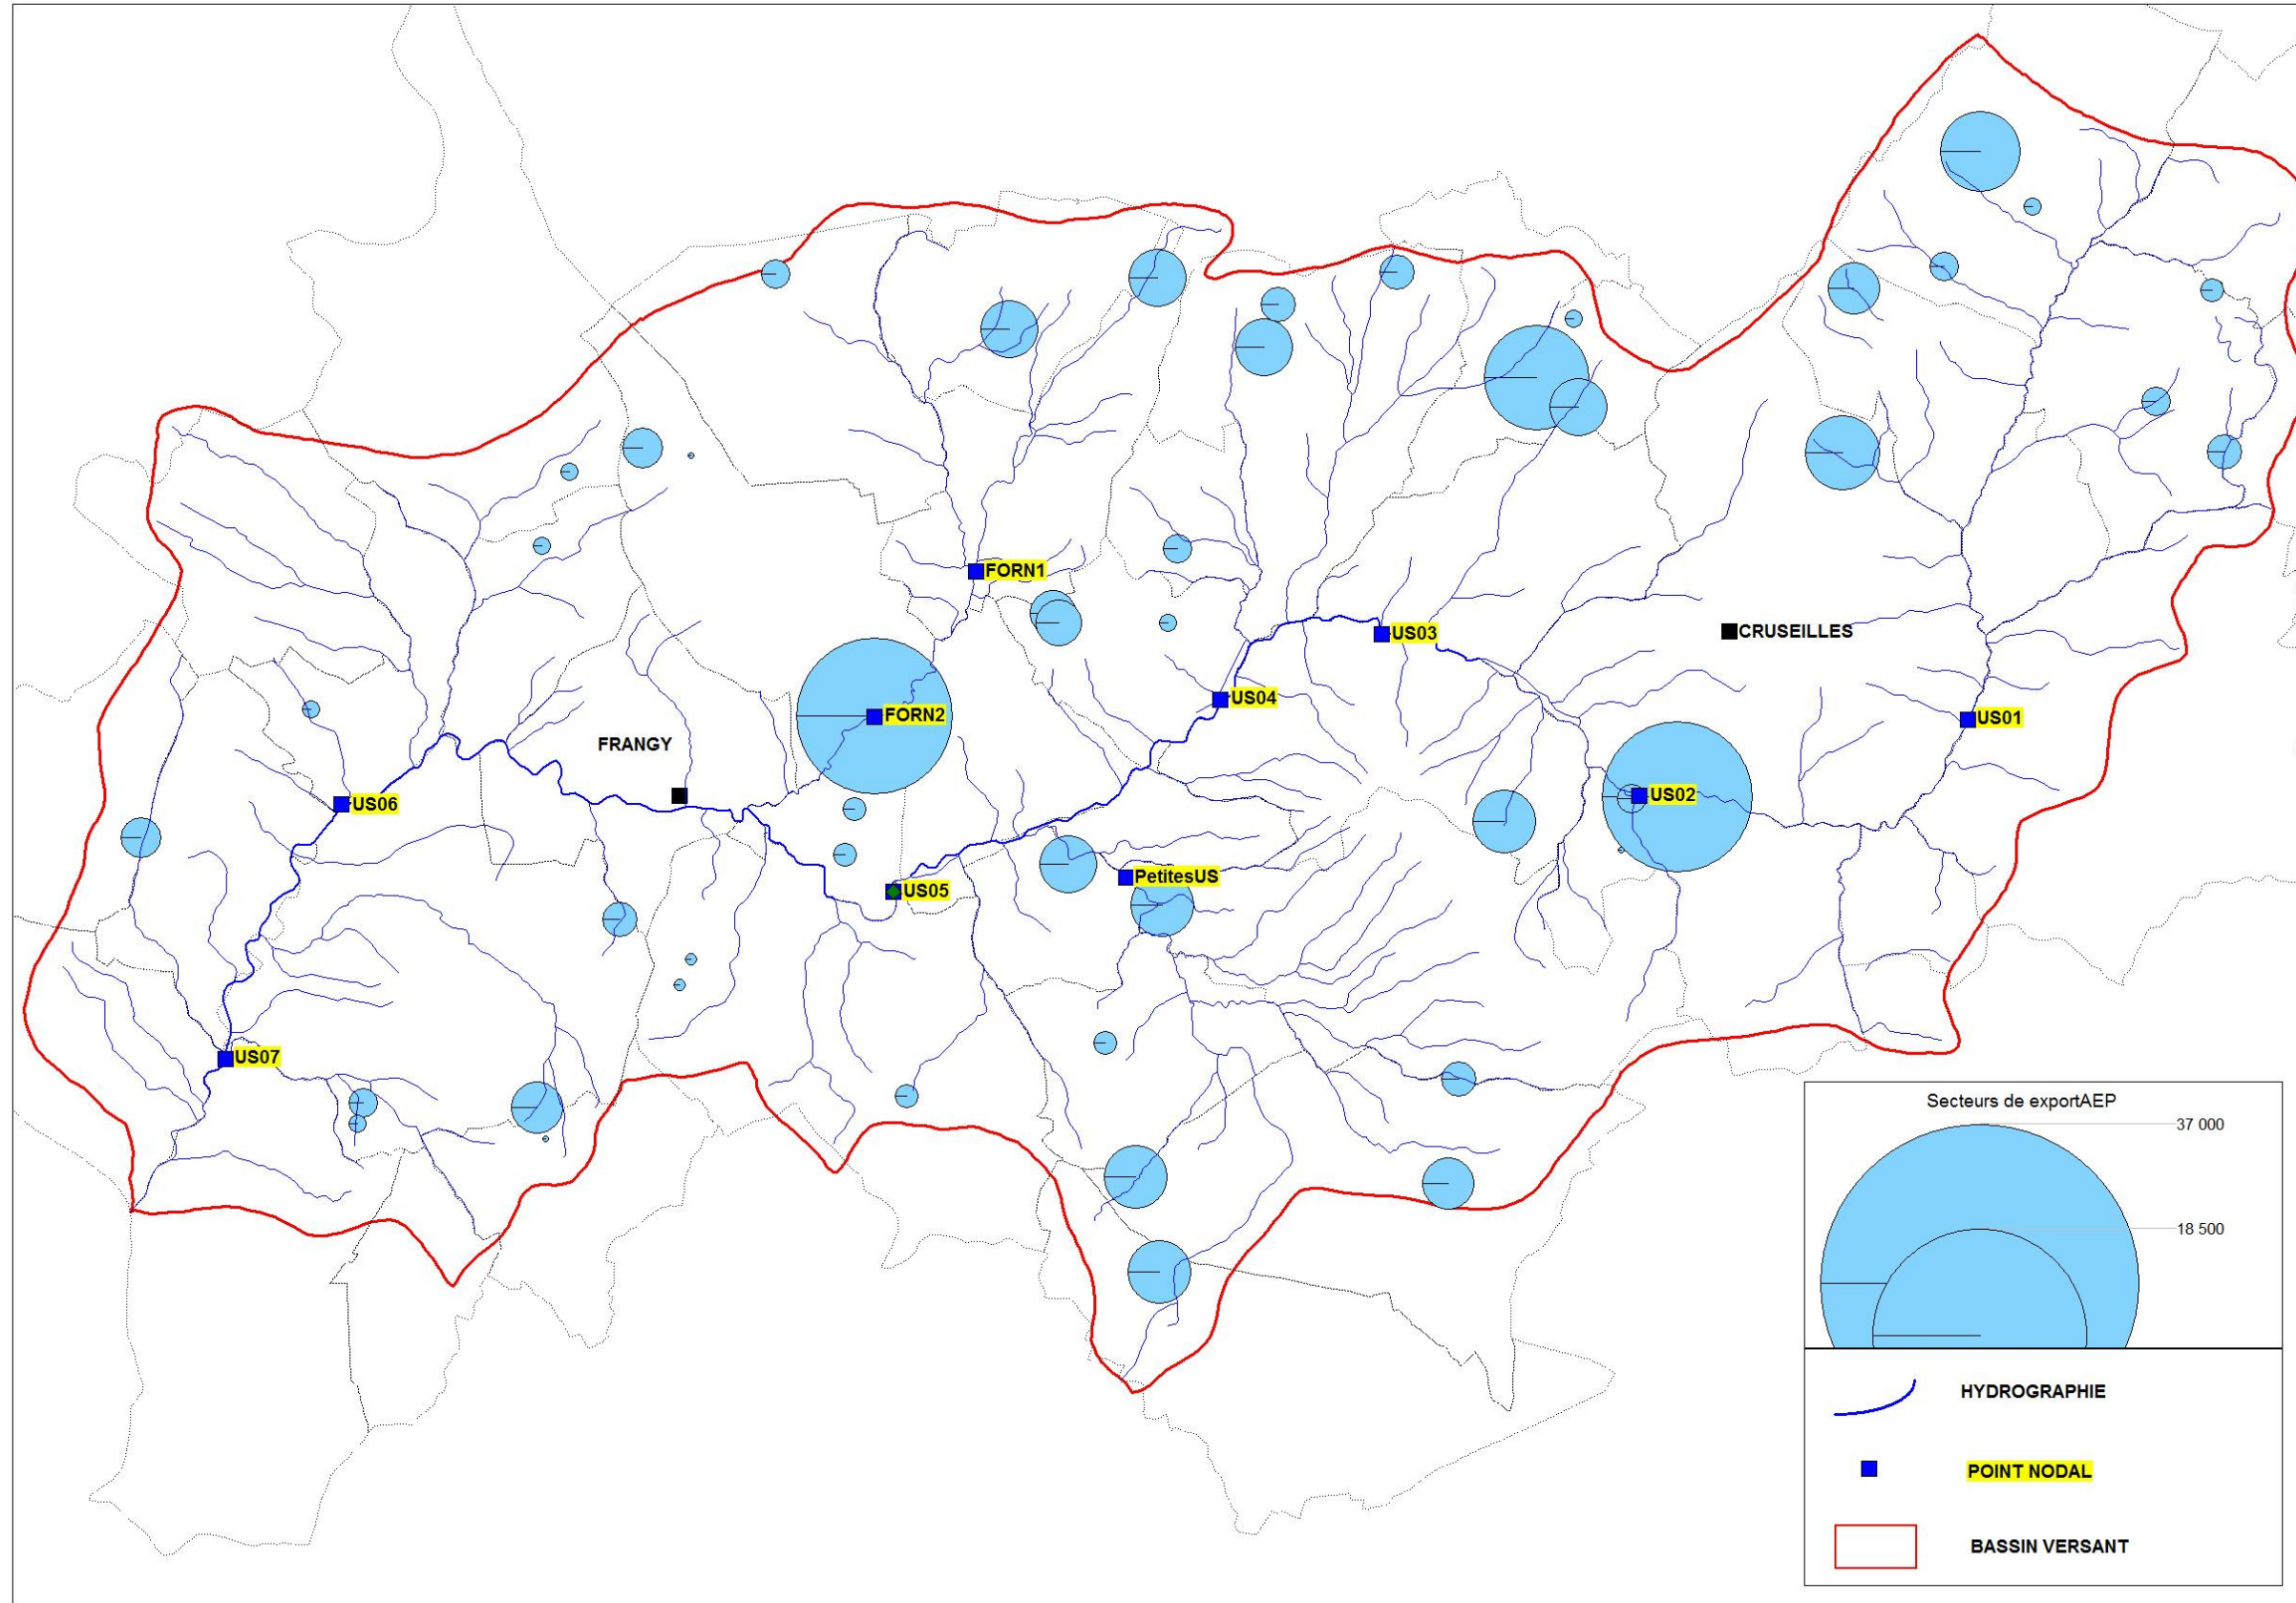 FORN1
US03
CRUSEILLES
US04
FORN2
US01
FRANGY
US02
US06
PetitesUS
US05
US07
Secteurs de exportAEP
37 000
18 500
HYDROGRAPHIE
POINT NODAL
BASSIN VERSANT